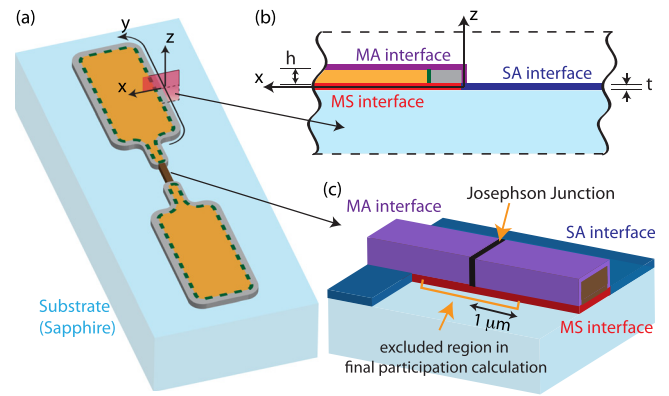 (a)
y
z
x
Substrate
(Sapphire)
(b)
z
h
MA interface
SA interface
x
t
MS interface
(c)
Josephson Junction
MA interface
SA interface
1 μm
MS interface
excluded region in
final participation calculation